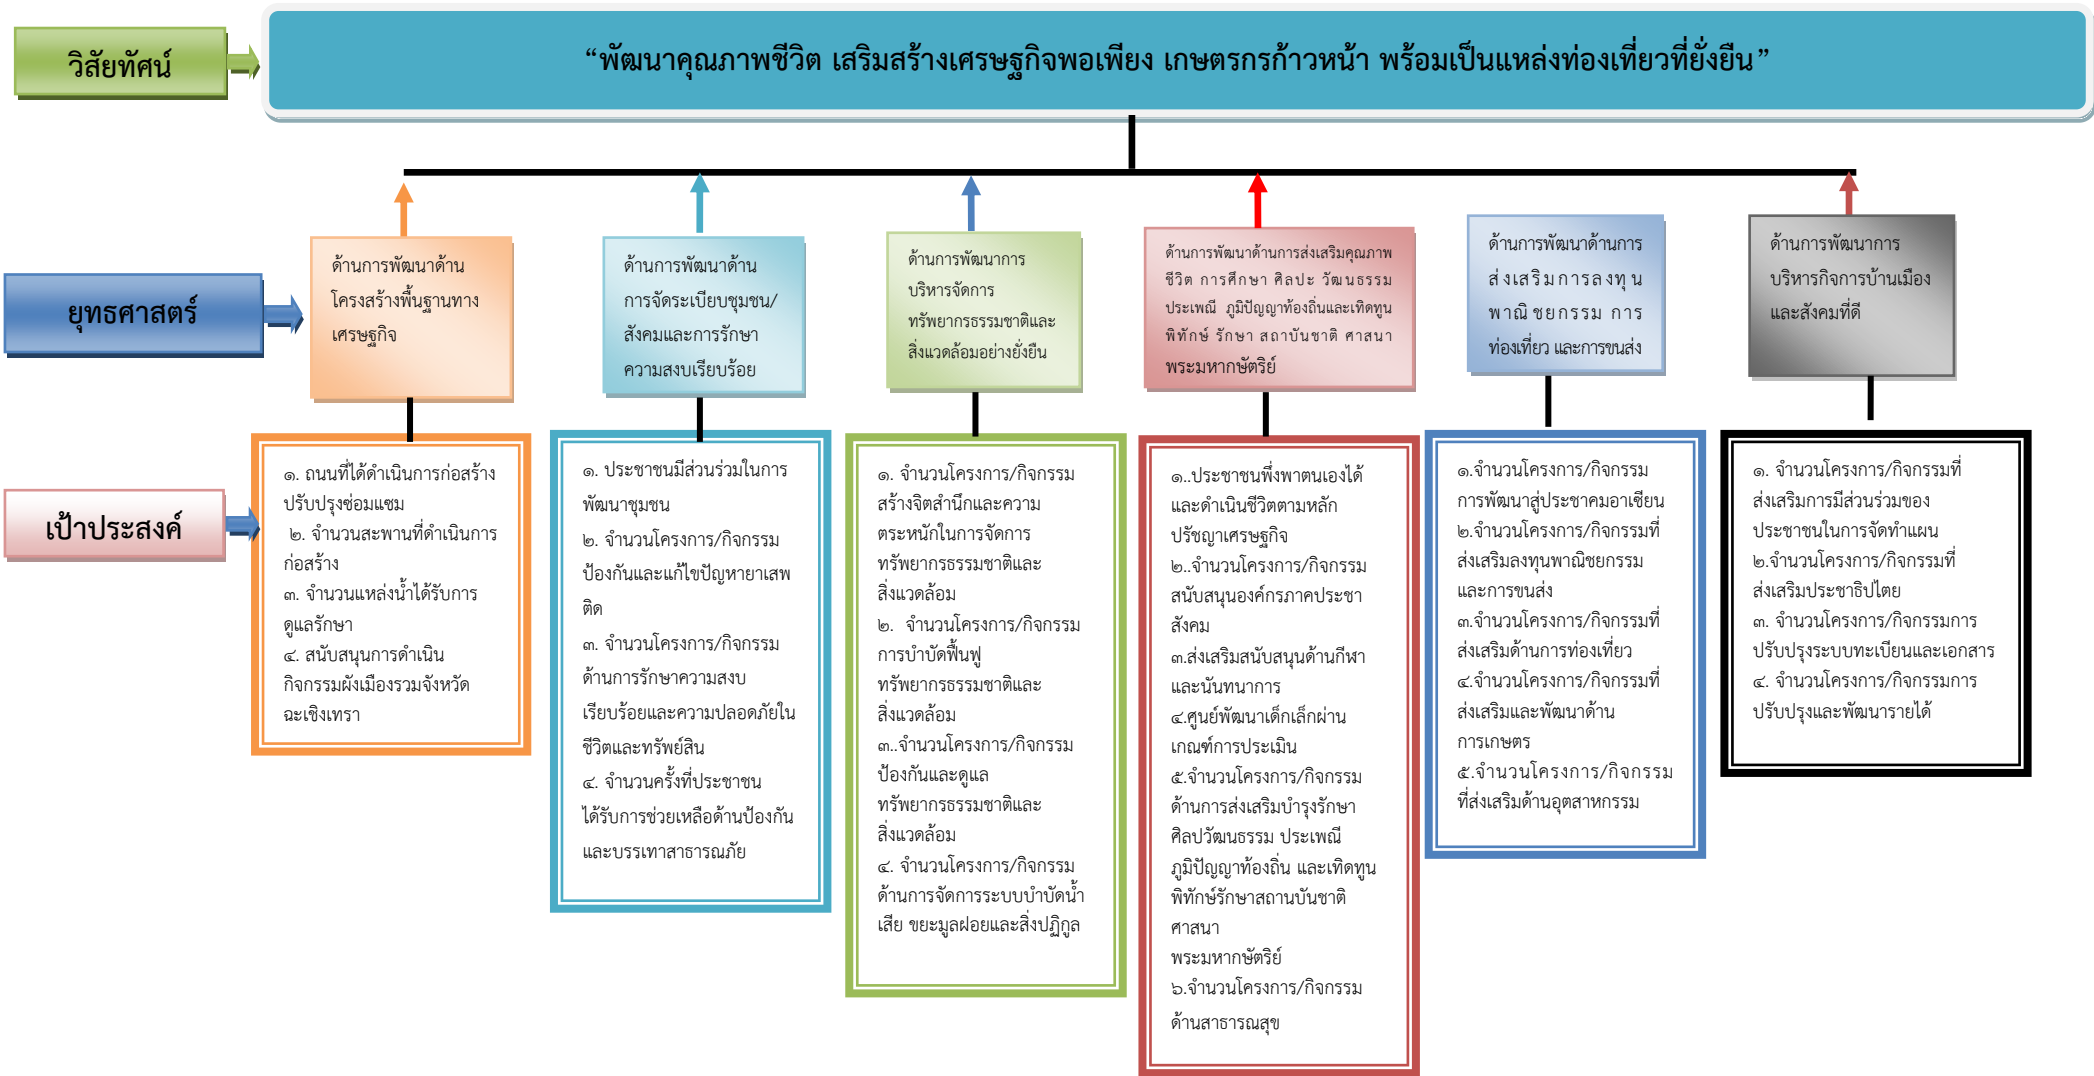 วิสัยทัศน์
“พัฒนาคุณภาพชีวิต เสริมสร้างเศรษฐกิจพอเพียง เกษตรกรก้าวหน้า พร้อมเป็นแหล่งท่องเที่ยวที่ยั่งยืน”
ยุทธศาสตร์
ด้านการพัฒนาด้าน
โครงสร้างพื้นฐานทาง
เศรษฐกิจ
ด้านการพัฒนาด้าน
การจัดระเบียบชุมชน/
สังคมและการรักษา
ความสงบเรียบร้อย
ด้านการพัฒนาการ
บริหารจัดการ
ทรัพยากรธรรมชาติและ
สิ่งแวดล้อมอย่างยั่งยืน
ด้านการพัฒนาด้านการส่งเสริมคุณภาพ
ชีวิต การศึกษา ศิลปะ วัฒนธรรม
ประเพณี ภูมิปัญญาท้องถิ่นและเทิดทูน
พิทักษ์ รักษา สถาบันชาติ ศาสนา
พระมหากษัตริย์
ด้านการพัฒนาด้านการ
ส่งเสริมการลงทุน
พาณิชยกรรม การ
ท่องเที่ยว และการขนส่ง
ด้านการพัฒนาการ
บริหารกิจการบ้านเมือง
และสังคมที่ดี
เป้าประสงค์
๑. ถนนที่ได้ดำเนินการก่อสร้าง
ปรับปรุงซ่อมแซม
๒. จำนวนสะพานที่ดำเนินการ
ก่อสร้าง
๓. จำนวนแหล่งน้ำได้รับการ
ดูแลรักษา
๔. สนับสนุนการดำเนิน
กิจกรรมผังเมืองรวมจังหวัด
ฉะเชิงเทรา
๑. ประชาชนมีส่วนร่วมในการ
พัฒนาชุมชน
๒. จำนวนโครงการ/กิจกรรม
ป้องกันและแก้ไขปัญหายาเสพ
ติด
๓. จำนวนโครงการ/กิจกรรม
ด้านการรักษาความสงบ
เรียบร้อยและความปลอดภัยใน
ชีวิตและทรัพย์สิน
๔. จำนวนครั้งที่ประชาชน
ได้รับการช่วยเหลือด้านป้องกัน
และบรรเทาสาธารณภัย
๑. จำนวนโครงการ/กิจกรรม
สร้างจิตสำนึกและความ
ตระหนักในการจัดการ
ทรัพยากรธรรมชาติและ
สิ่งแวดล้อม
๒. จำนวนโครงการ/กิจกรรม
การบำบัดฟื้นฟู
ทรัพยากรธรรมชาติและ
สิ่งแวดล้อม
๓..จำนวนโครงการ/กิจกรรม
ป้องกันและดูแล
ทรัพยากรธรรมชาติและ
สิ่งแวดล้อม
๔. จำนวนโครงการ/กิจกรรม
ด้านการจัดการระบบบำบัดน้ำ
เสีย ขยะมูลฝอยและสิ่งปฏิกูล
๑..ประชาชนพึ่งพาตนเองได้
และดำเนินชีวิตตามหลัก
ปรัชญาเศรษฐกิจ
๒..จำนวนโครงการ/กิจกรรม
สนับสนุนองค์กรภาคประชา
สังคม
๓.ส่งเสริมสนับสนุนด้านกีฬา
และนันทนาการ
๔.ศูนย์พัฒนาเด็กเล็กผ่าน
เกณฑ์การประเมิน
๕.จำนวนโครงการ/กิจกรรม
ด้านการส่งเสริมบำรุงรักษา
ศิลปวัฒนธรรม ประเพณี
ภูมิปัญญาท้องถิ่น และเทิดทูน
พิทักษ์รักษาสถานบันชาติ
ศาสนา
พระมหากษัตริย์
๖.จำนวนโครงการ/กิจกรรม
ด้านสาธารณสุข
๑.จำนวนโครงการ/กิจกรรม
การพัฒนาสู่ประชาคมอาเซียน
๒.จำนวนโครงการ/กิจกรรมที่
ส่งเสริมลงทุนพาณิชยกรรม
และการขนส่ง
๓.จำนวนโครงการ/กิจกรรมที่
ส่งเสริมด้านการท่องเที่ยว
๔.จำนวนโครงการ/กิจกรรมที่
ส่งเสริมและพัฒนาด้าน
การเกษตร
๕.จำนวนโครงการ/กิจกรรม
ที่ส่งเสริมด้านอุตสาหกรรม
๑. จำนวนโครงการ/กิจกรรมที่
ส่งเสริมการมีส่วนร่วมของ
ประชาชนในการจัดทำแผน
๒.จำนวนโครงการ/กิจกรรมที่
ส่งเสริมประชาธิปไตย
๓. จำนวนโครงการ/กิจกรรมการ
ปรับปรุงระบบทะเบียนและเอกสาร
๔. จำนวนโครงการ/กิจกรรมการ
ปรับปรุงและพัฒนารายได้